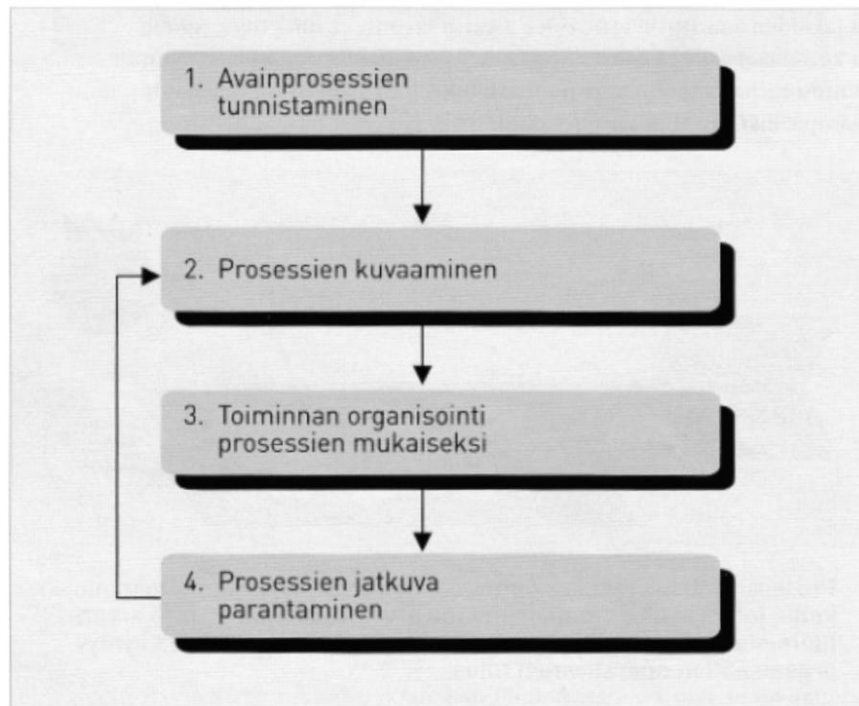 1. Avainprosessien
tunnistaminen
2. Prosessien kuvaaminen
3. Toiminnan organisointi
prosessien mukaiseksi
4. Prosessien jatkuva
parantaminen